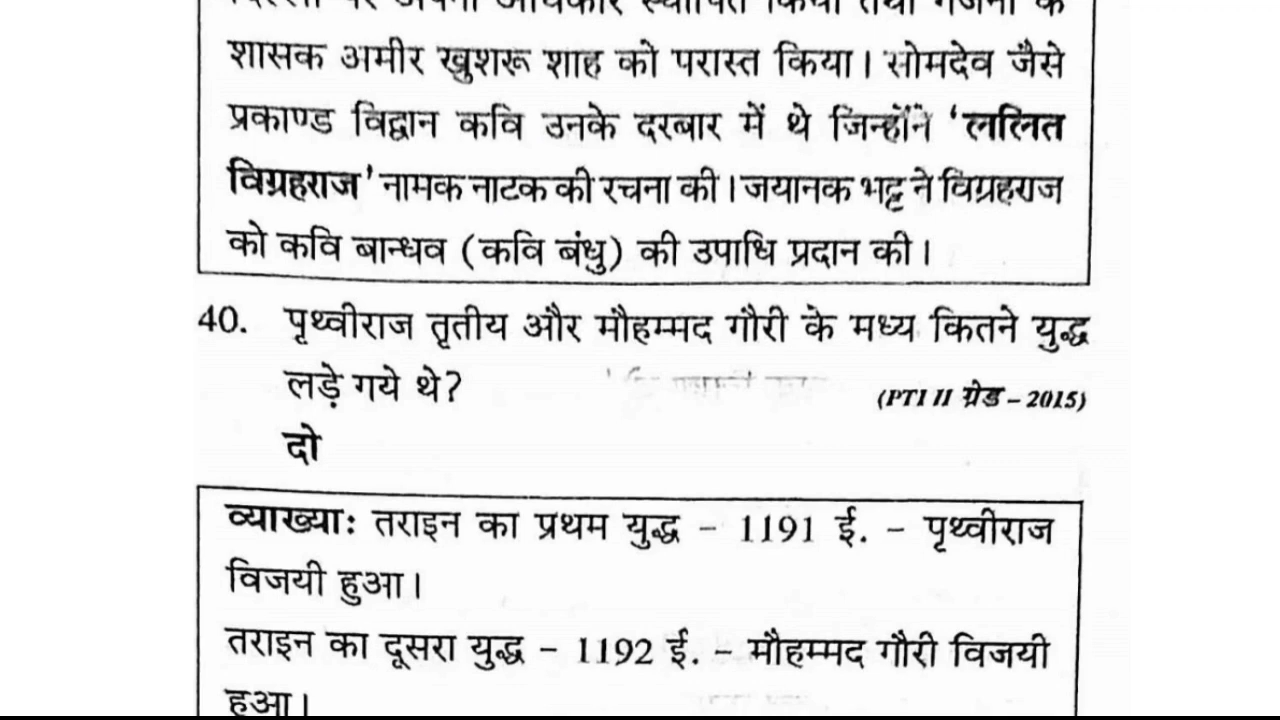 शासक अमीर खुशरू शाह को परास्त किया। सोमदेव जैसे
प्रकाण्ड विद्वान कवि उनके दरबार में थे जिन्होंने ‘ललित
विग्रहराज’ नामक नाटक की रचना की। जयानक भट्ट ने विग्रहराज
को कवि बान्धव (कवि बंधु) की उपाधि प्रदान की।
40. पृथ्वीराज तृतीय और मौहम्मद गौरी के मध्य कितने युद्ध
लड़े गये थे? (PTI II ग्रेड – 2015)
दो
व्याख्याः तराइन का प्रथम युद्ध - 1191 ई. - पृथ्वीराज
विजयी हुआ।
तराइन का दूसरा युद्ध - 1192 ई. - मौहम्मद गौरी विजयी
हुआ।